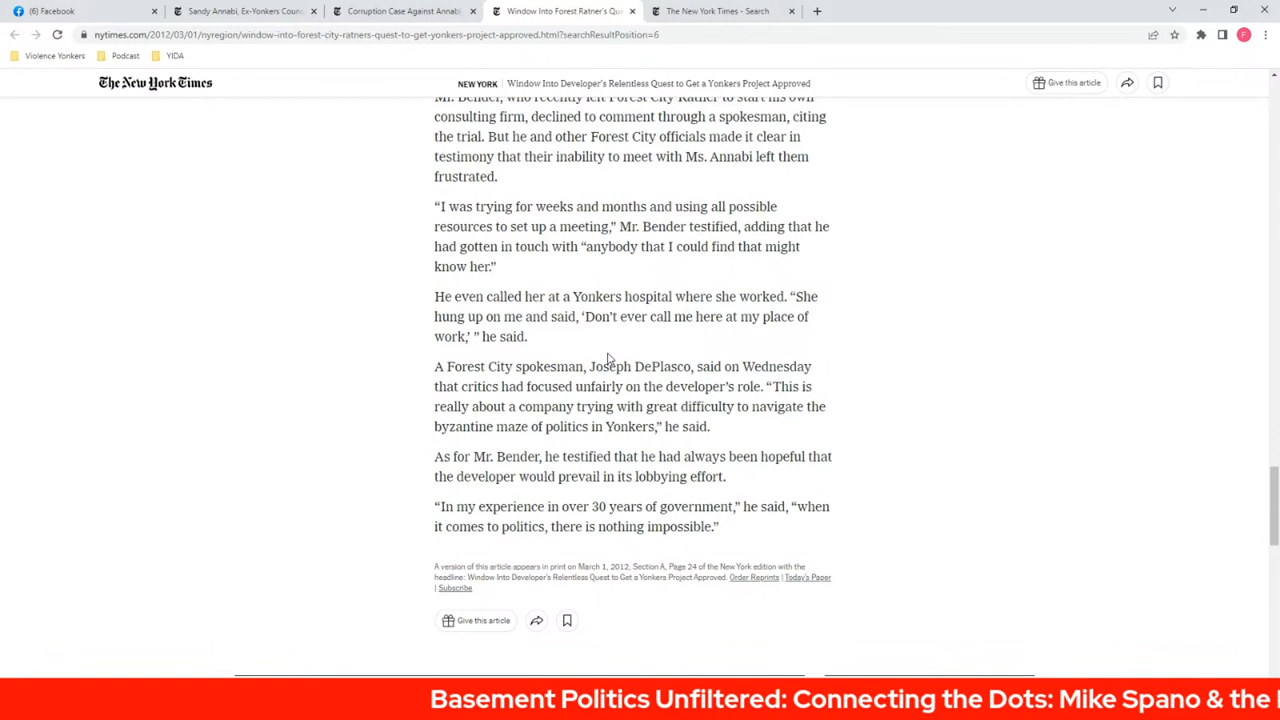 (6) Facebook
Sandy Annabi, Ex-Yonkers Counc
Corruption Case Against Annabi,
Window Into Forest Ratner's Que
The New York Times - Search
nytimes.com/2012/03/01/nyregion/window-into-forest-city-ratners-quest-to-get-yonkers-project-approved.html?searchResultPosition=6
Violence Yonkers
Podcast
YIDA
The New York Times
NEW YORK | Window Into Developer's Relentless Quest to Get a Yonkers Project Approved
Give this article
Mr. Bender, who recently left Forest City Ratner to start his own
consulting firm, declined to comment through a spokesman, citing
the trial. But he and other Forest City officials made it clear in
testimony that their inability to meet with Ms. Annabi left them
frustrated.
“I was trying for weeks and months and using all possible
resources to set up a meeting,” Mr. Bender testified, adding that he
had gotten in touch with “anybody that I could find that might
know her.”
He even called her at a Yonkers hospital where she worked. “She
hung up on me and said, ‘Don’t ever call me here at my place of
work,’ ” he said.
A Forest City spokesman, Joseph DePlasco, said on Wednesday
that critics had focused unfairly on the developer’s role. “This is
really about a company trying with great difficulty to navigate the
byzantine maze of politics in Yonkers,” he said.
As for Mr. Bender, he testified that he had always been hopeful that
the developer would prevail in its lobbying effort.
“In my experience in over 30 years of government,” he said, “when
it comes to politics, there is nothing impossible.”
A version of this article appears in print on March 1, 2012, Section A, Page 24 of the New York edition with the
headline: Window Into Developer’s Relentless Quest to Get a Yonkers Project Approved. Order Reprints | Today’s Paper
| Subscribe
Give this article
Basement Politics Unfiltered: Connecting the Dots: Mike Spano & the